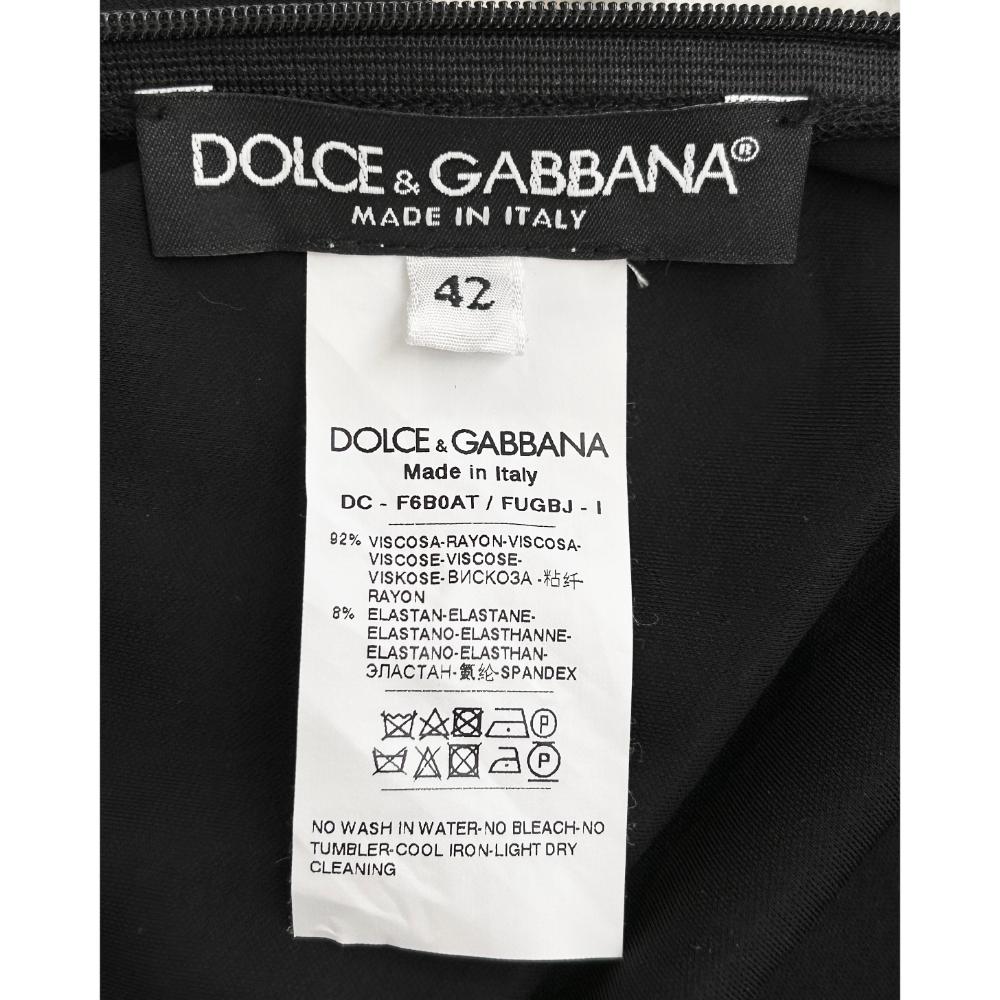 DOLCE & GABBANA®
MADE IN ITALY
42
DOLCE & GABBANA
Made in Italy
DC - F6B0AT / FUGBJ - I
92% VISCOSA-RAYON-VISCOSA-
VISCOSE-VISCOSE-
VISKOSE-ВИСКОЗА-粘纤-
RAYON
8% ELASTAN-ELASTANE-
ELASTANO-ELASTHANNE-
ELASTANO-ELASTHAN-
ЭЛАСТАН-氨纶-SPANDEX
P
P
NO WASH IN WATER-NO BLEACH-NO
TUMBLER-COOL IRON-LIGHT DRY
CLEANING